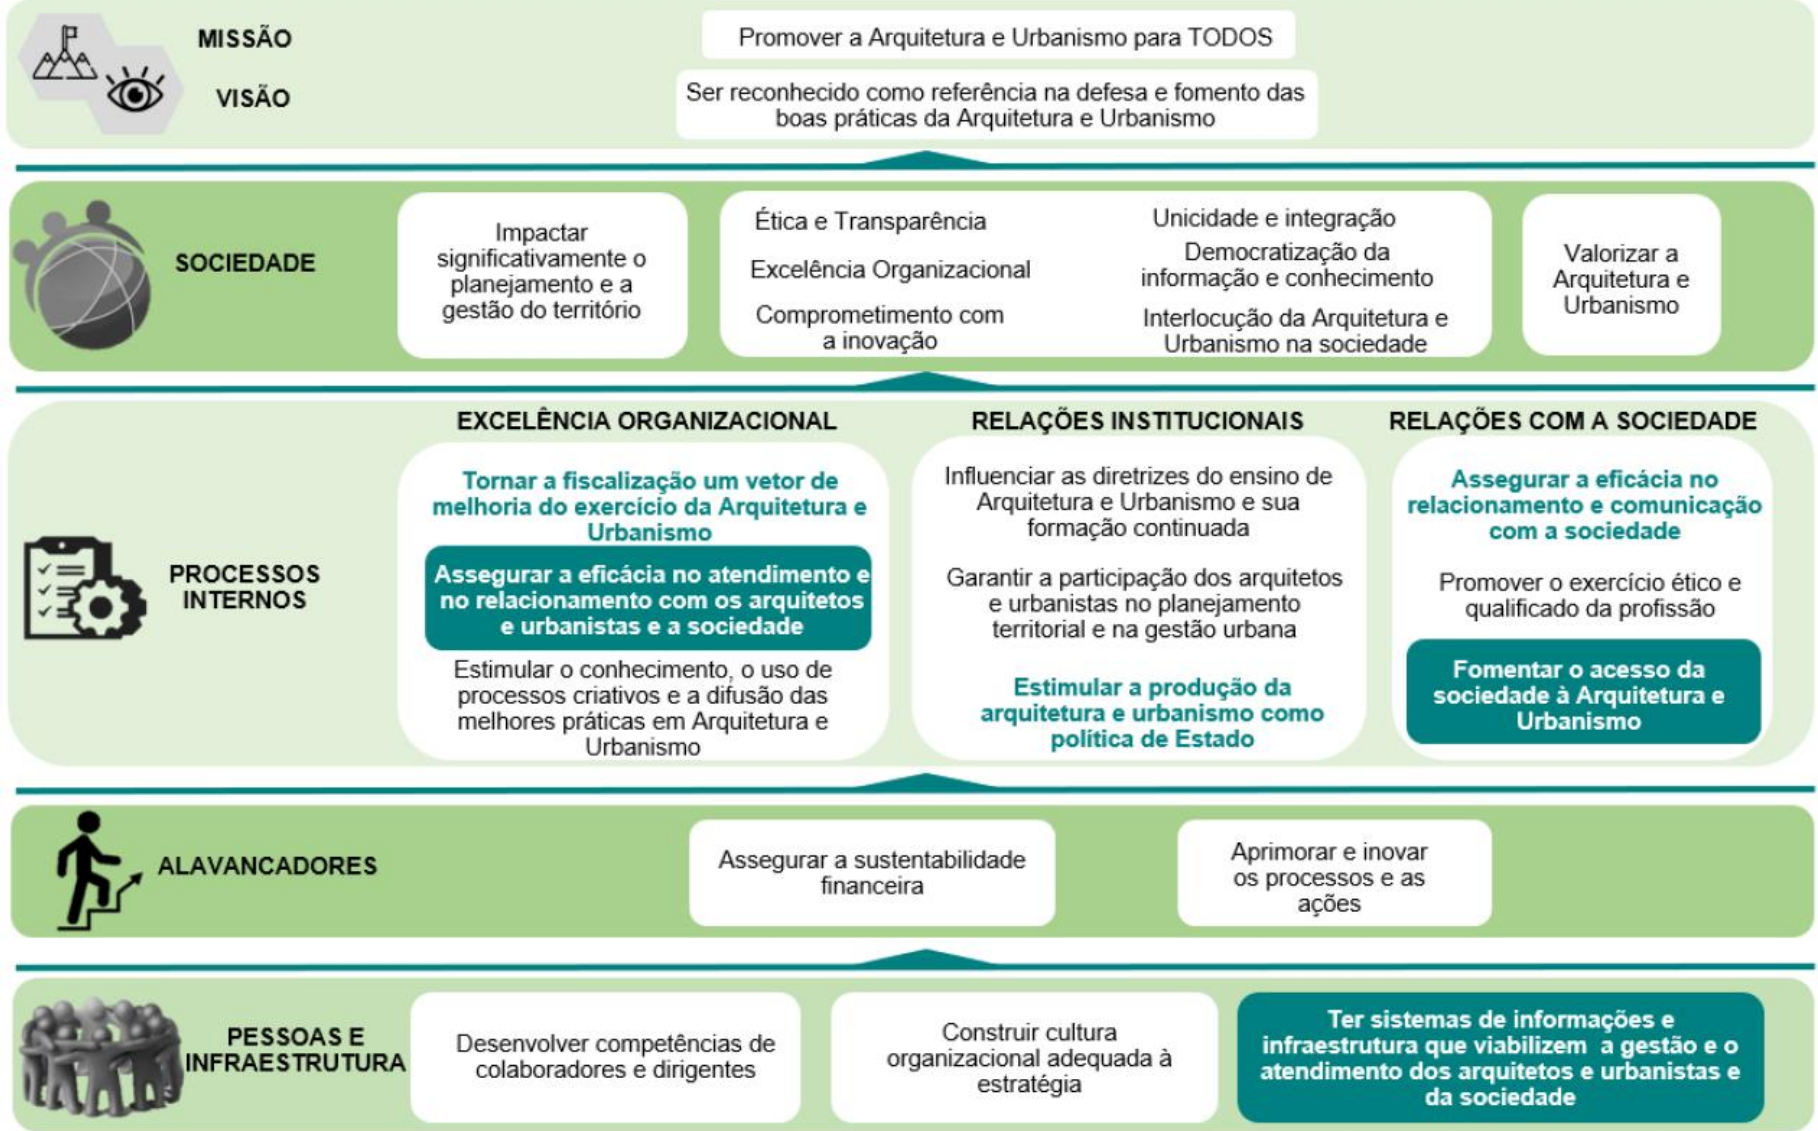 MISSÃO
Promover a Arquitetura e Urbanismo para TODOS
VISÃO
Ser reconhecido como referência na defesa e fomento das
boas práticas da Arquitetura e Urbanismo
SOCIEDADE
Impactar
significativamente o
planejamento e a
gestão do território
Ética e Transparência
Excelência Organizacional
Comprometimento com
a inovação
Unicidade e integração
Democratização da
informação e conhecimento
Interlocução da Arquitetura e
Urbanismo na sociedade
Valorizar a
Arquitetura e
Urbanismo
PROCESSOS
INTERNOS
EXCELÊNCIA ORGANIZACIONAL
Tornar a fiscalização um vetor de
melhoria do exercício da Arquitetura e
Urbanismo
Assegurar a eficácia no atendimento e
no relacionamento com os arquitetos
e urbanistas e a sociedade
Estimular o conhecimento, o uso de
processos criativos e a difusão das
melhores práticas em Arquitetura e
Urbanismo
RELAÇÕES INSTITUCIONAIS
Influenciar as diretrizes do ensino de
Arquitetura e Urbanismo e sua
formação continuada
Garantir a participação dos arquitetos
e urbanistas no planejamento
territorial e na gestão urbana
Estimular a produção da
arquitetura e urbanismo como
política de Estado
RELAÇÕES COM A SOCIEDADE
Assegurar a eficácia no
relacionamento e comunicação
com a sociedade
Promover o exercício ético e
qualificado da profissão
Fomentar o acesso da
sociedade à Arquitetura e
Urbanismo
ALAVANCADORES
Assegurar a sustentabilidade
financeira
Aprimorar e inovar
os processos e as
ações
PESSOAS E
INFRAESTRUTURA
Desenvolver competências de
colaboradores e dirigentes
Construir cultura
organizacional adequada à
estratégia
Ter sistemas de informações e
infraestrutura que viabilizem a gestão e o
atendimento dos arquitetos e urbanistas e
da sociedade